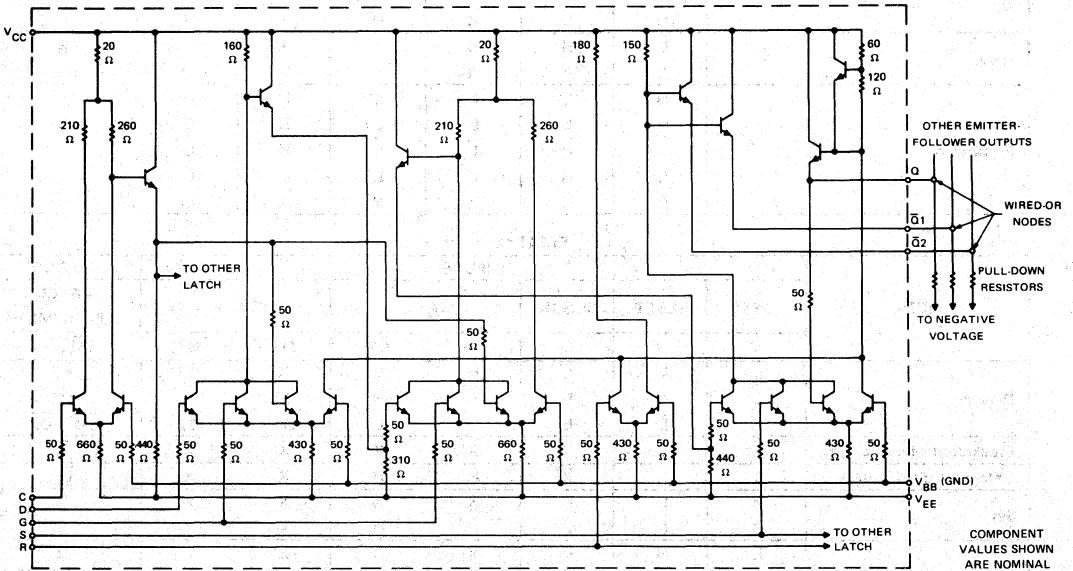 VCC
20
Ω
160
Ω
20
Ω
180
Ω
150
Ω
60
Ω
120
Ω
210
Ω
260
Ω
210
Ω
260
Ω
OTHER EMITTER-
FOLLOWER OUTPUTS
Q
WIRED-OR
NODES
Q̅1
Q̅2
TO OTHER
LATCH
PULL-DOWN
RESISTORS
50
Ω
50
Ω
50
Ω
TO NEGATIVE
VOLTAGE
50
Ω
660
Ω
50
Ω
440
Ω
50
Ω
50
Ω
430
Ω
50
Ω
50
Ω
310
Ω
50
Ω
660
Ω
50
Ω
50
Ω
430
Ω
50
Ω
50
Ω
440
Ω
50
Ω
430
Ω
50
Ω
VBB (GND)
VEE
C
D
G
S
R
TO OTHER
LATCH
COMPONENT
VALUES SHOWN
ARE NOMINAL